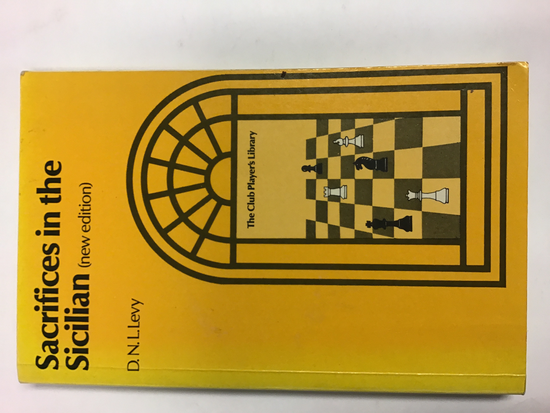 Sacrifices in the
Sicilian (new edition)
D.N.L.Levy
The Club Player's Library